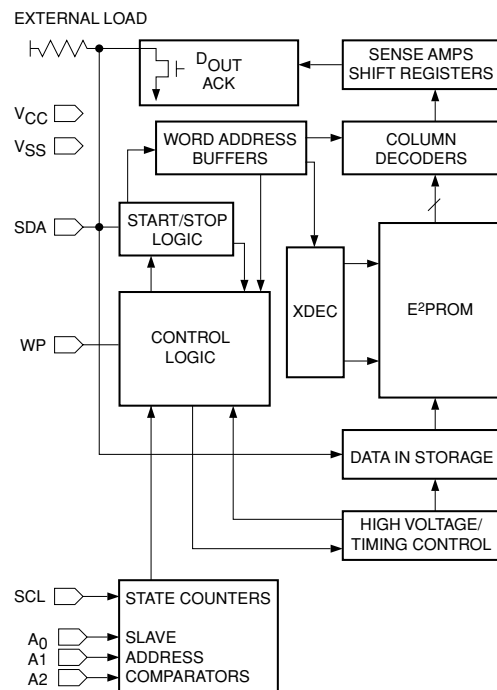 EXTERNAL LOAD
DOUT
ACK
SENSE AMPS
SHIFT REGISTERS
VCC
VSS
WORD ADDRESS
BUFFERS
COLUMN
DECODERS
SDA
START/STOP
LOGIC
XDEC
E²PROM
WP
CONTROL
LOGIC
DATA IN STORAGE
HIGH VOLTAGE/
TIMING CONTROL
SCL
STATE COUNTERS
A0
SLAVE
A1
ADDRESS
A2
COMPARATORS